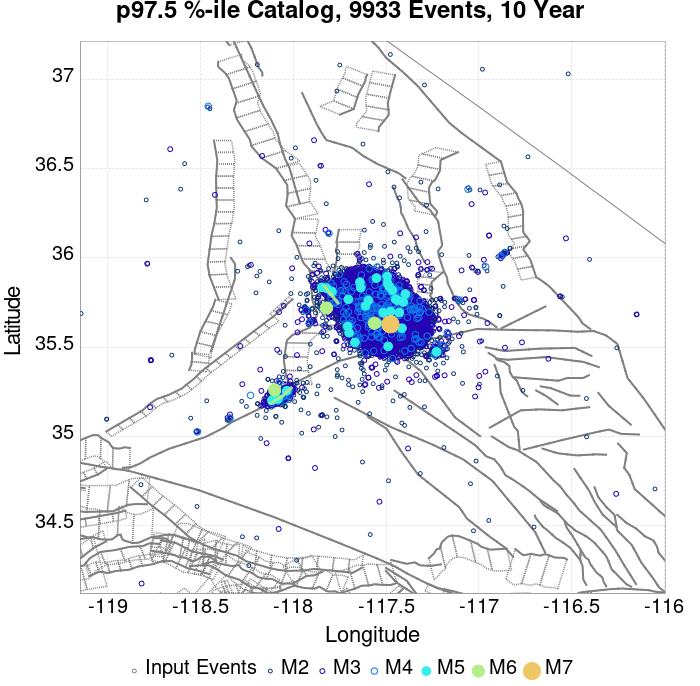 p97.5 %-ile Catalog, 9933 Events, 10 Year
37
36.5
36
35.5
35
34.5
Latitude
-119
-118.5
-118
-117.5
-117
-116.5
-116
Longitude
Input Events
M2
M3
M4
M5
M6
M7